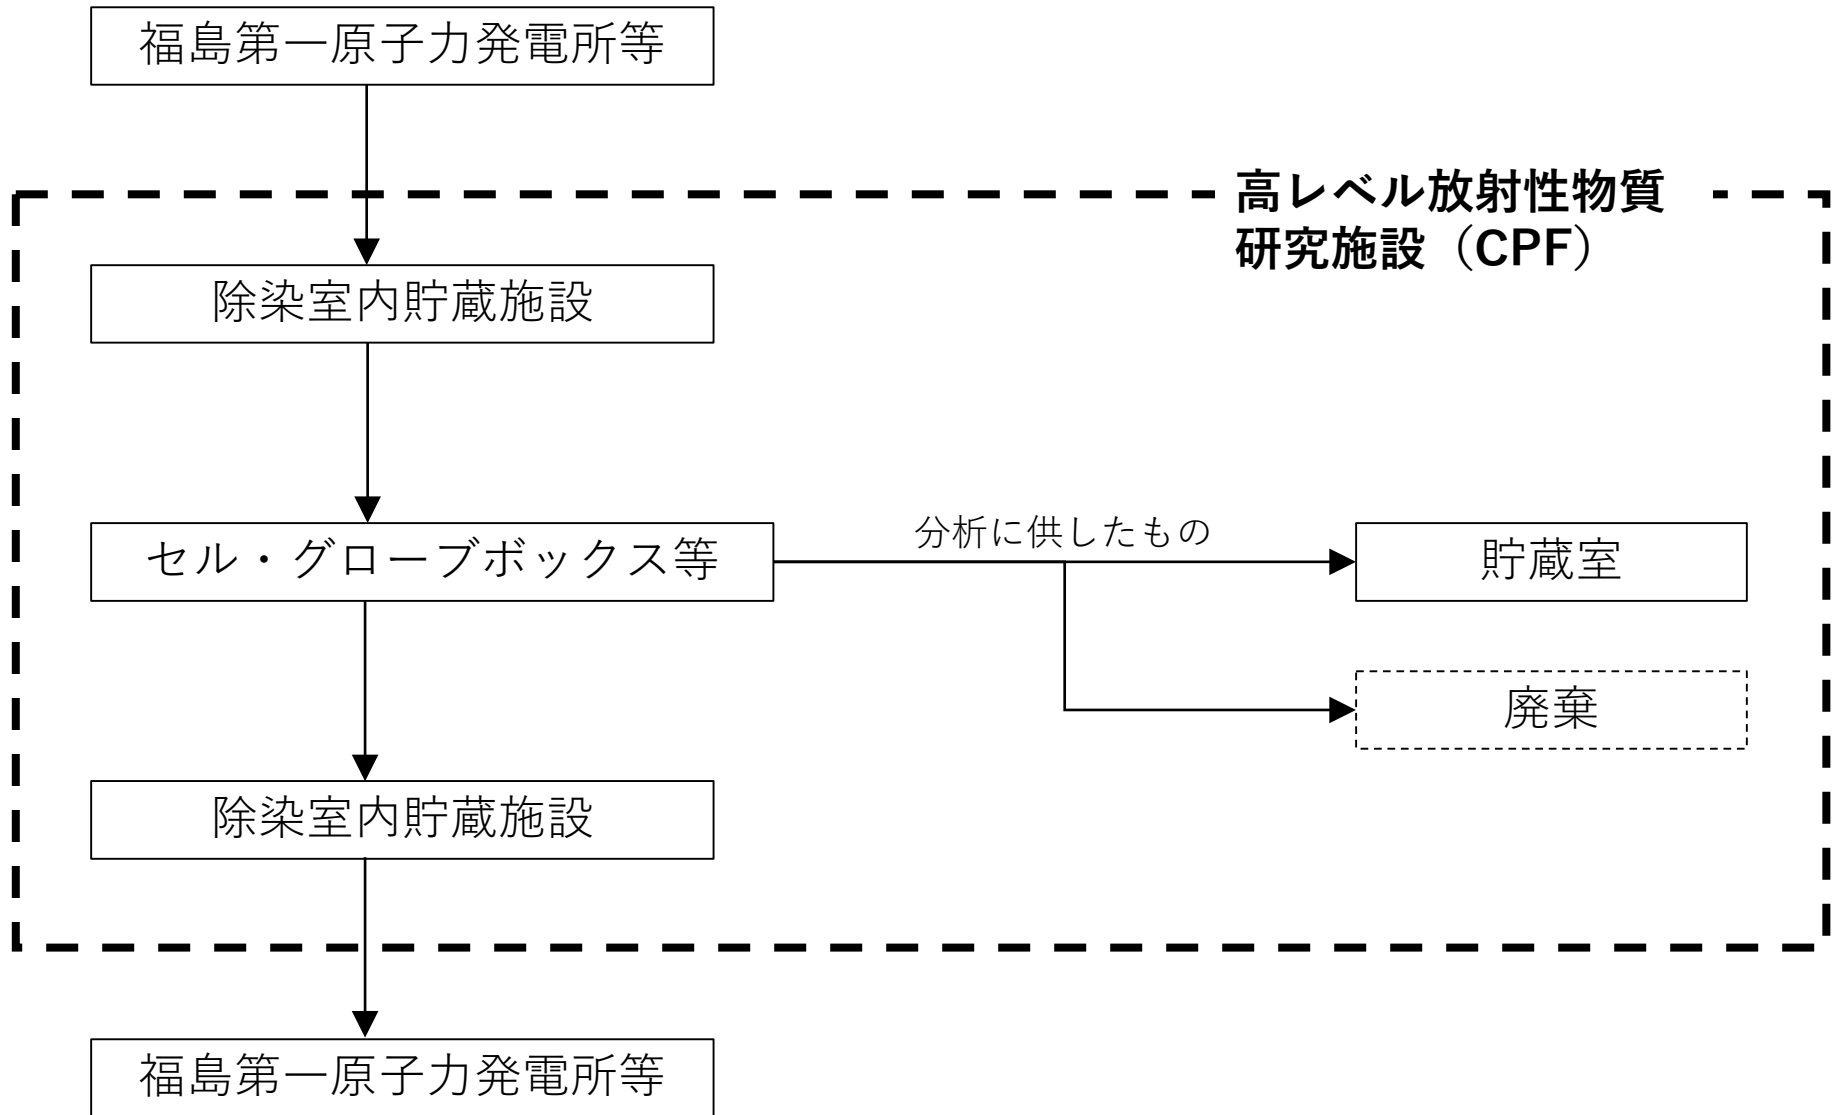 福島第一原子力発電所等
高レベル放射性物質
研究施設（CPF）
除染室内貯蔵施設
セル・グローブボックス等
分析に供したもの
貯蔵室
廃棄
除染室内貯蔵施設
福島第一原子力発電所等